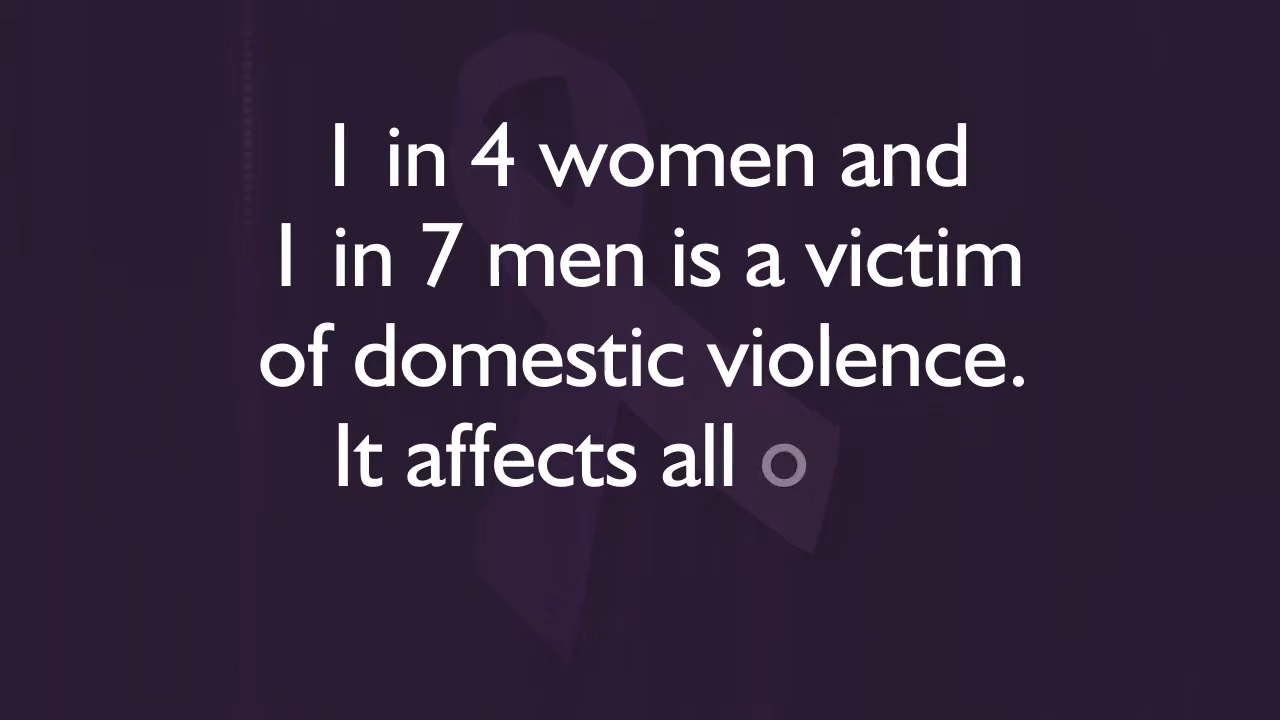 1 in 4 women and
1 in 7 men is a victim
of domestic violence.
It affects all o